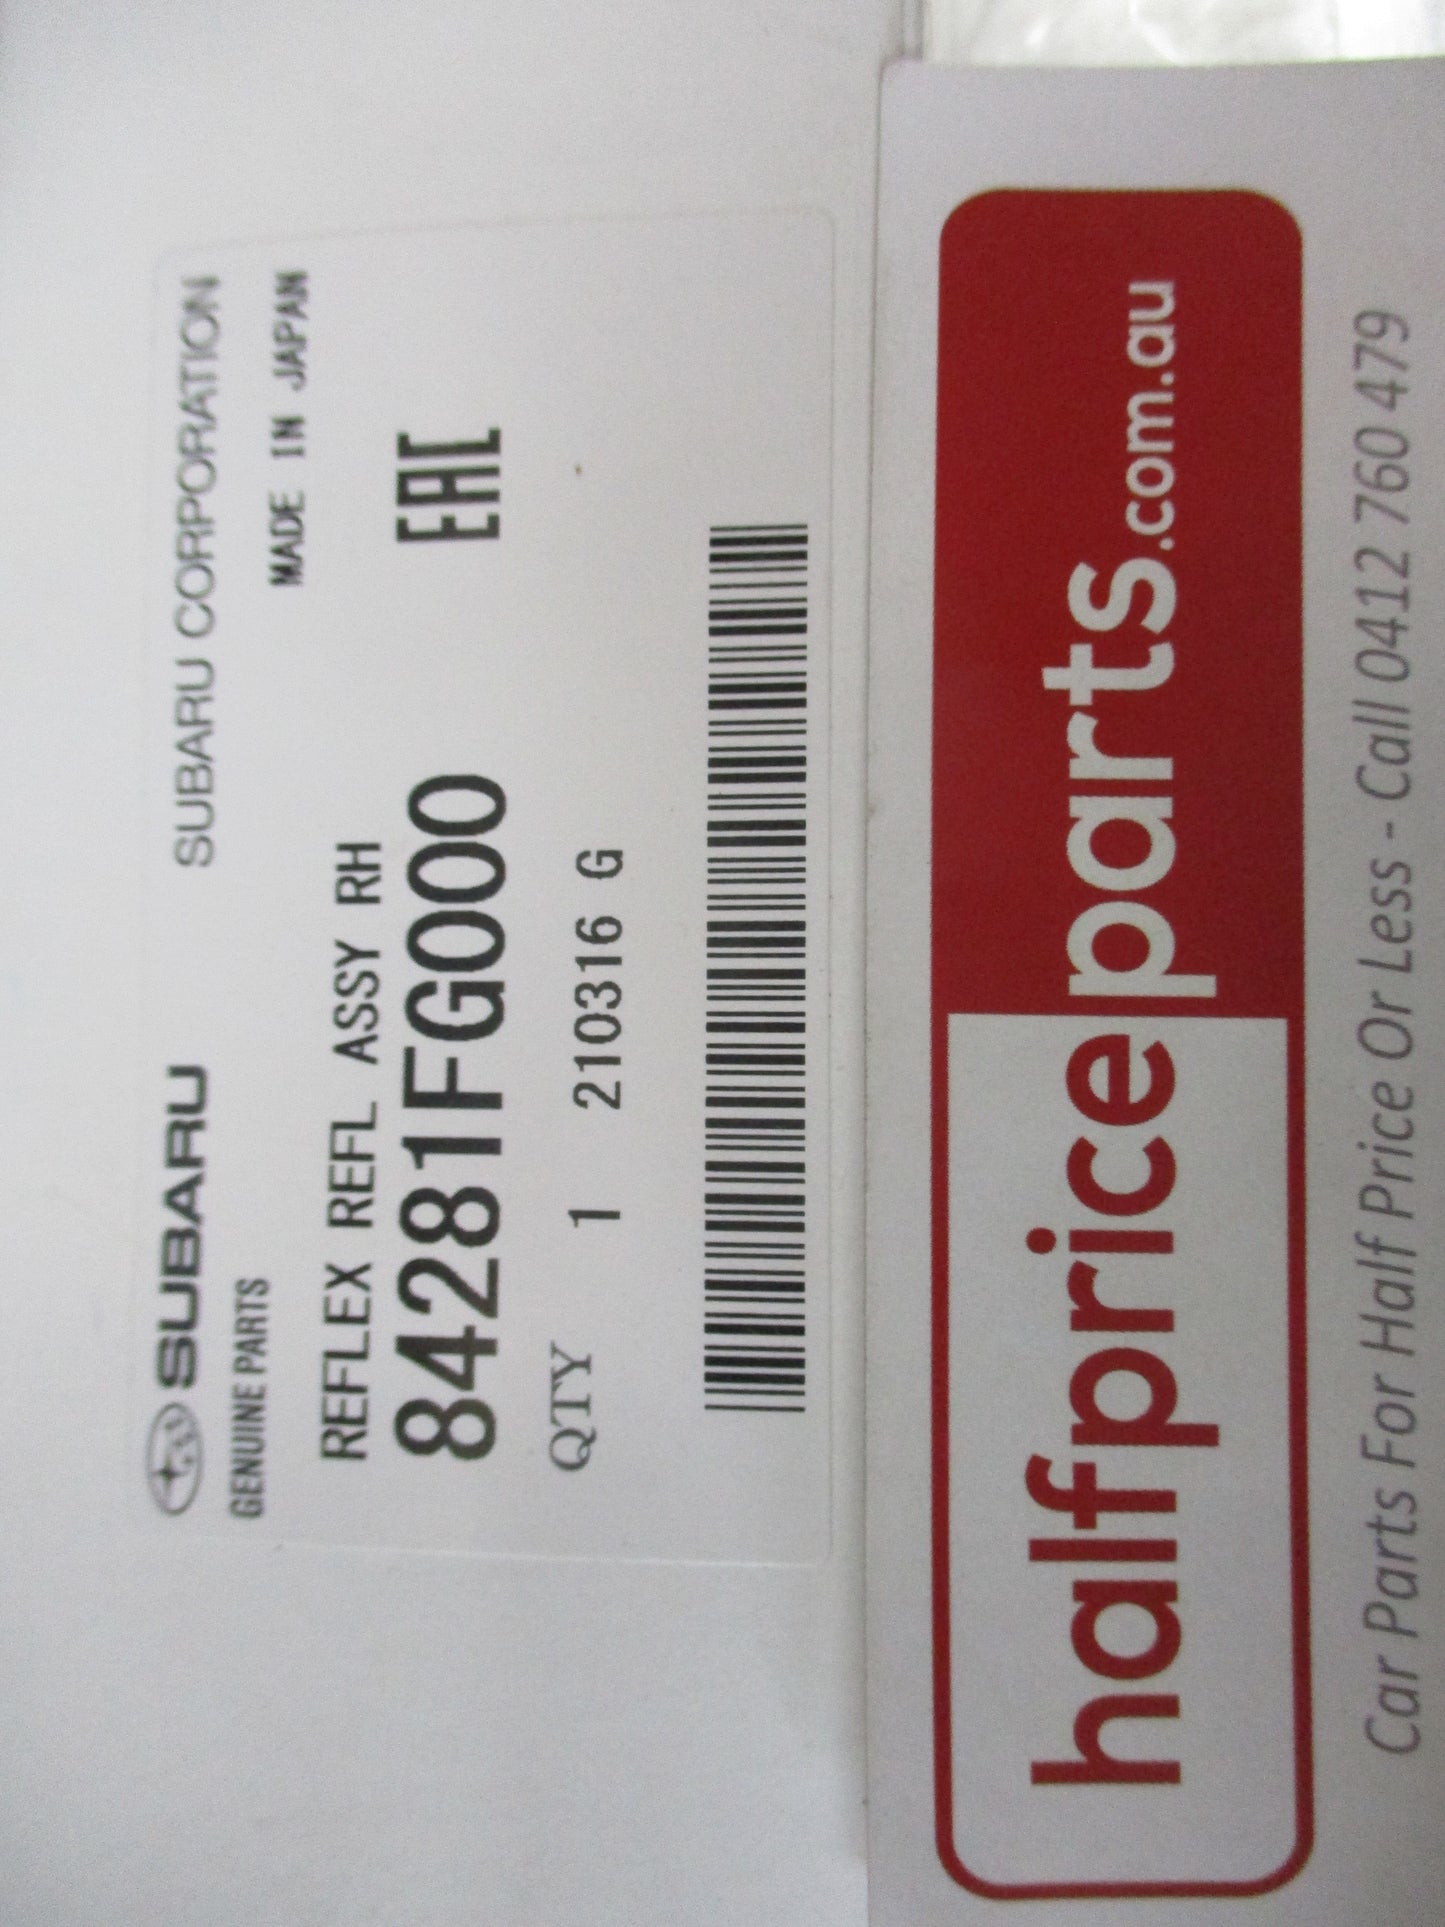 SUBARU
SUBARU CORPORATION
GENUINE PARTS
MADE IN JAPAN
REFLEX REFL ASSY RH
84281FG000
EAC
QTY 1 210316 G
halfpriceparts.com.au
Car Parts For Half Price Or Less - Call 0412 760 479